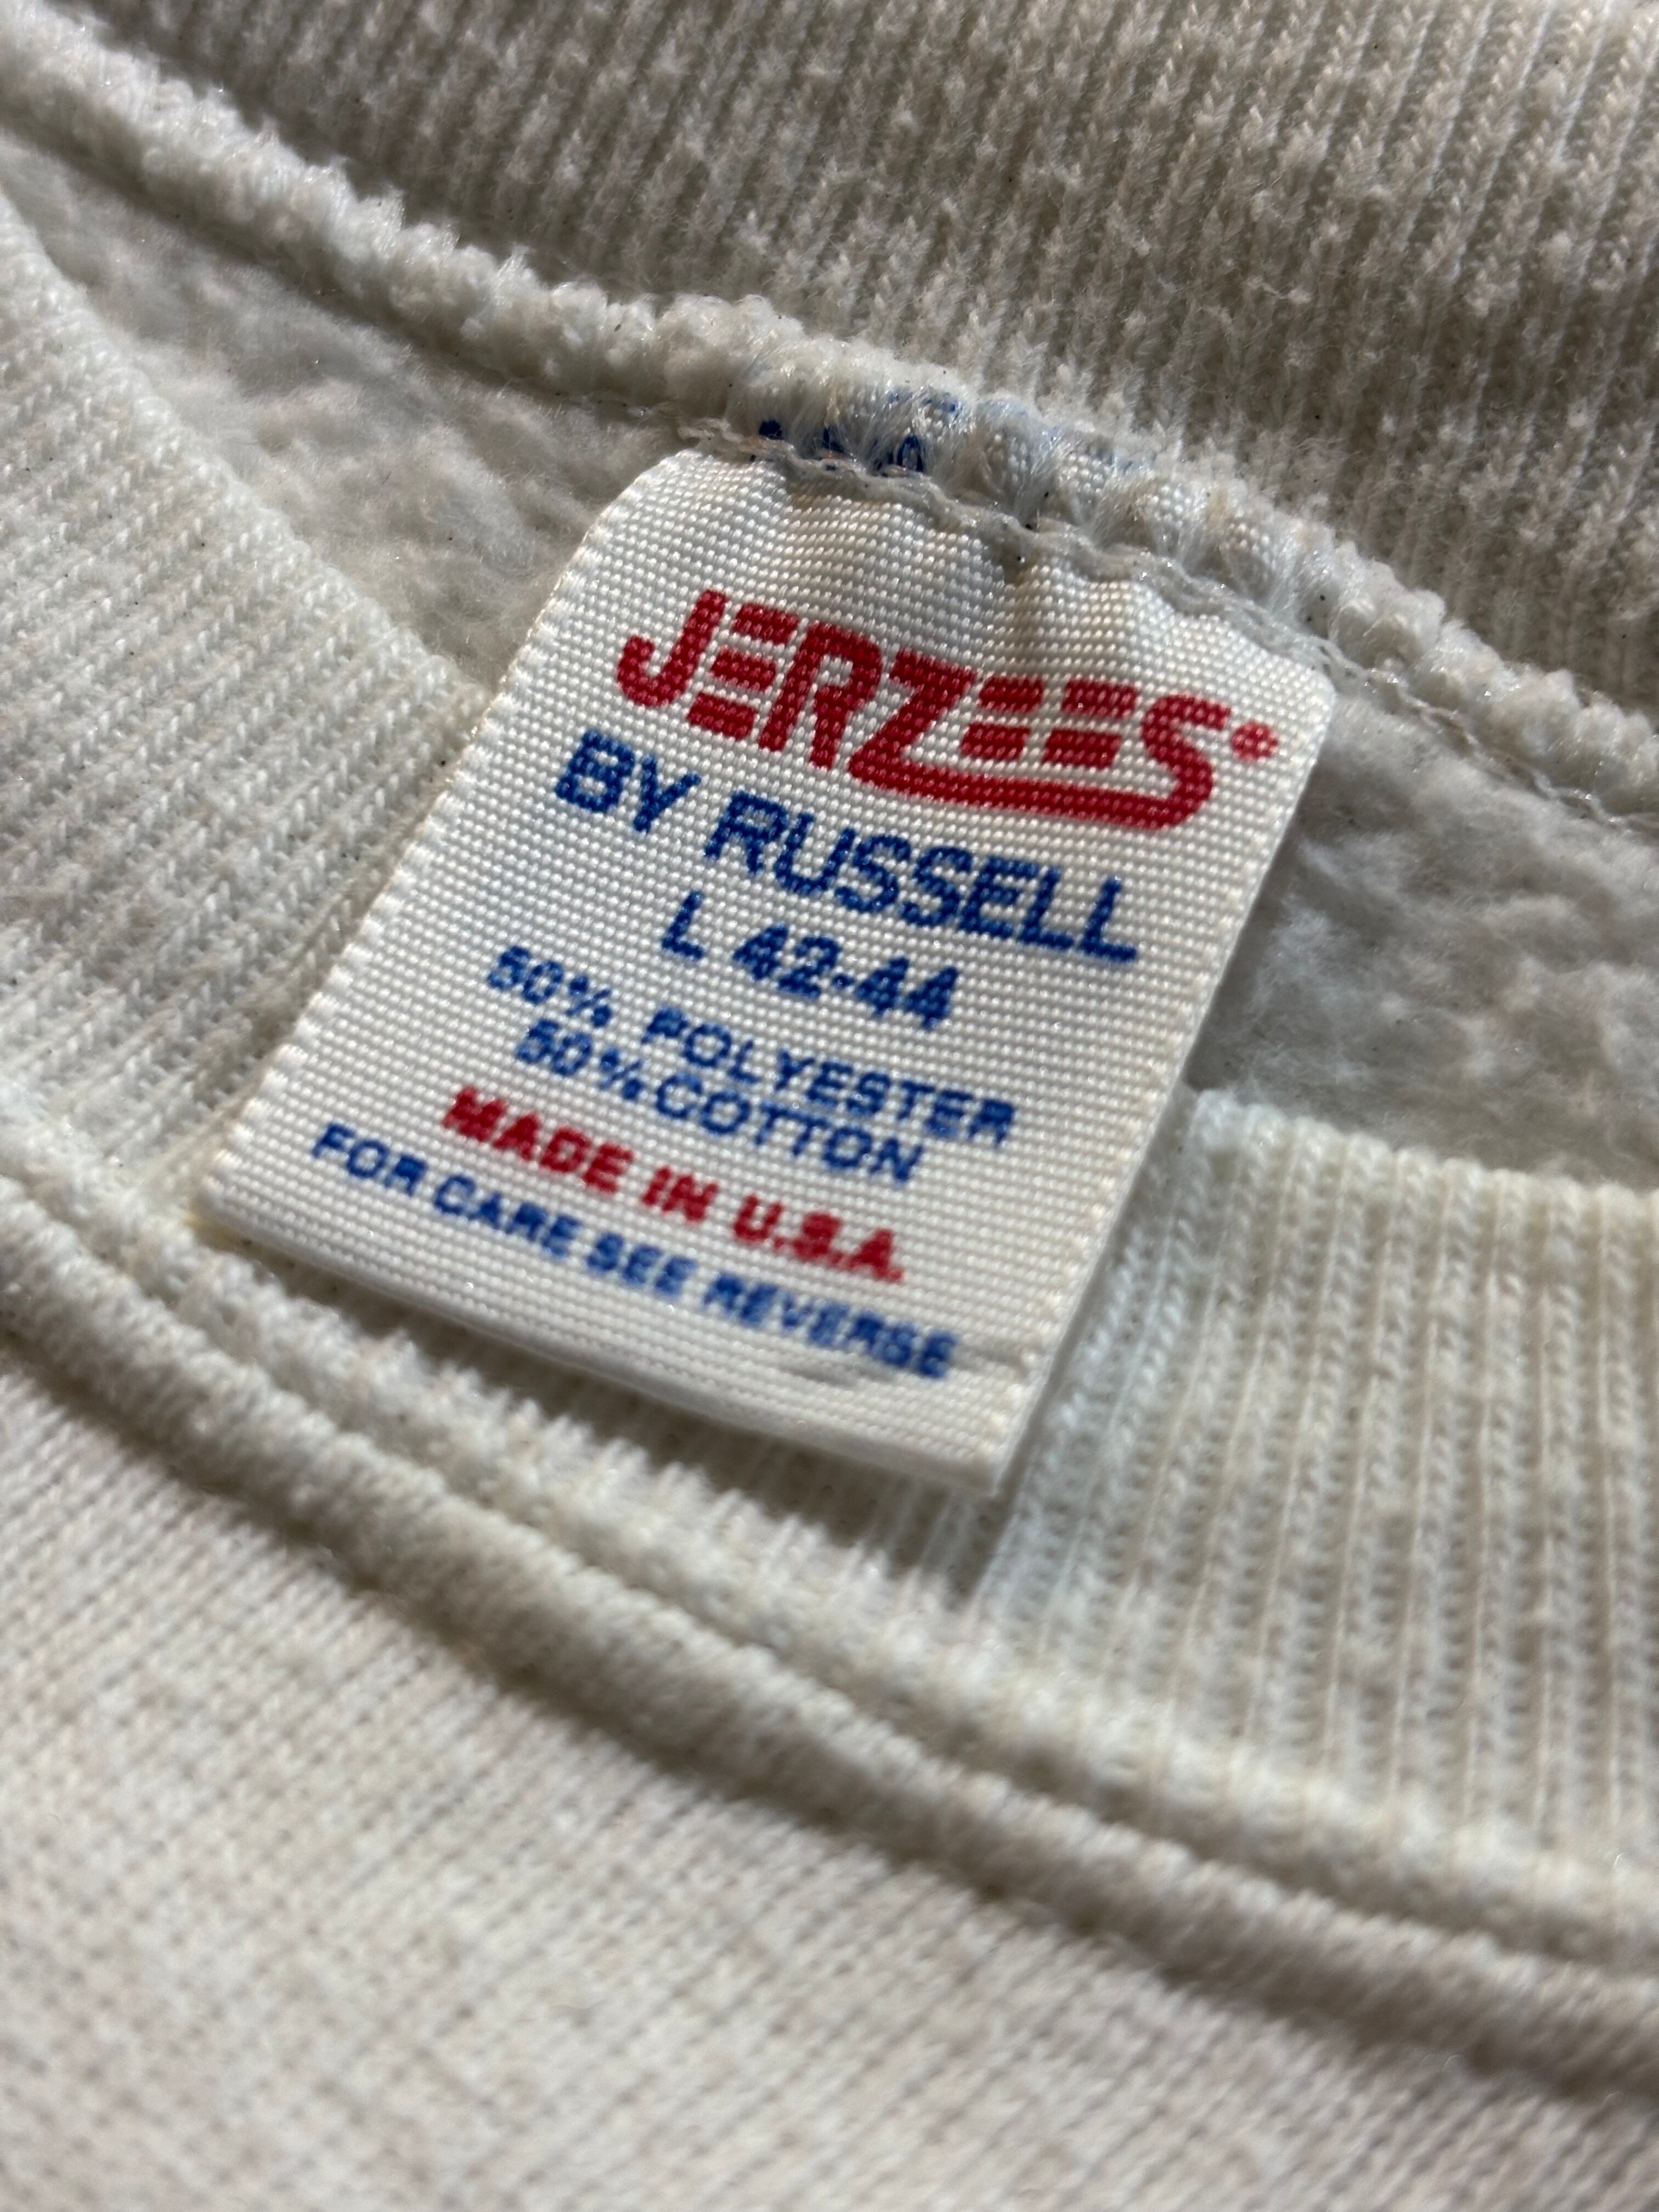 JERZEES®
BY RUSSELL
L 42-44
50% POLYESTER
50% COTTON
MADE IN U.S.A.
FOR CARE SEE REVERSE